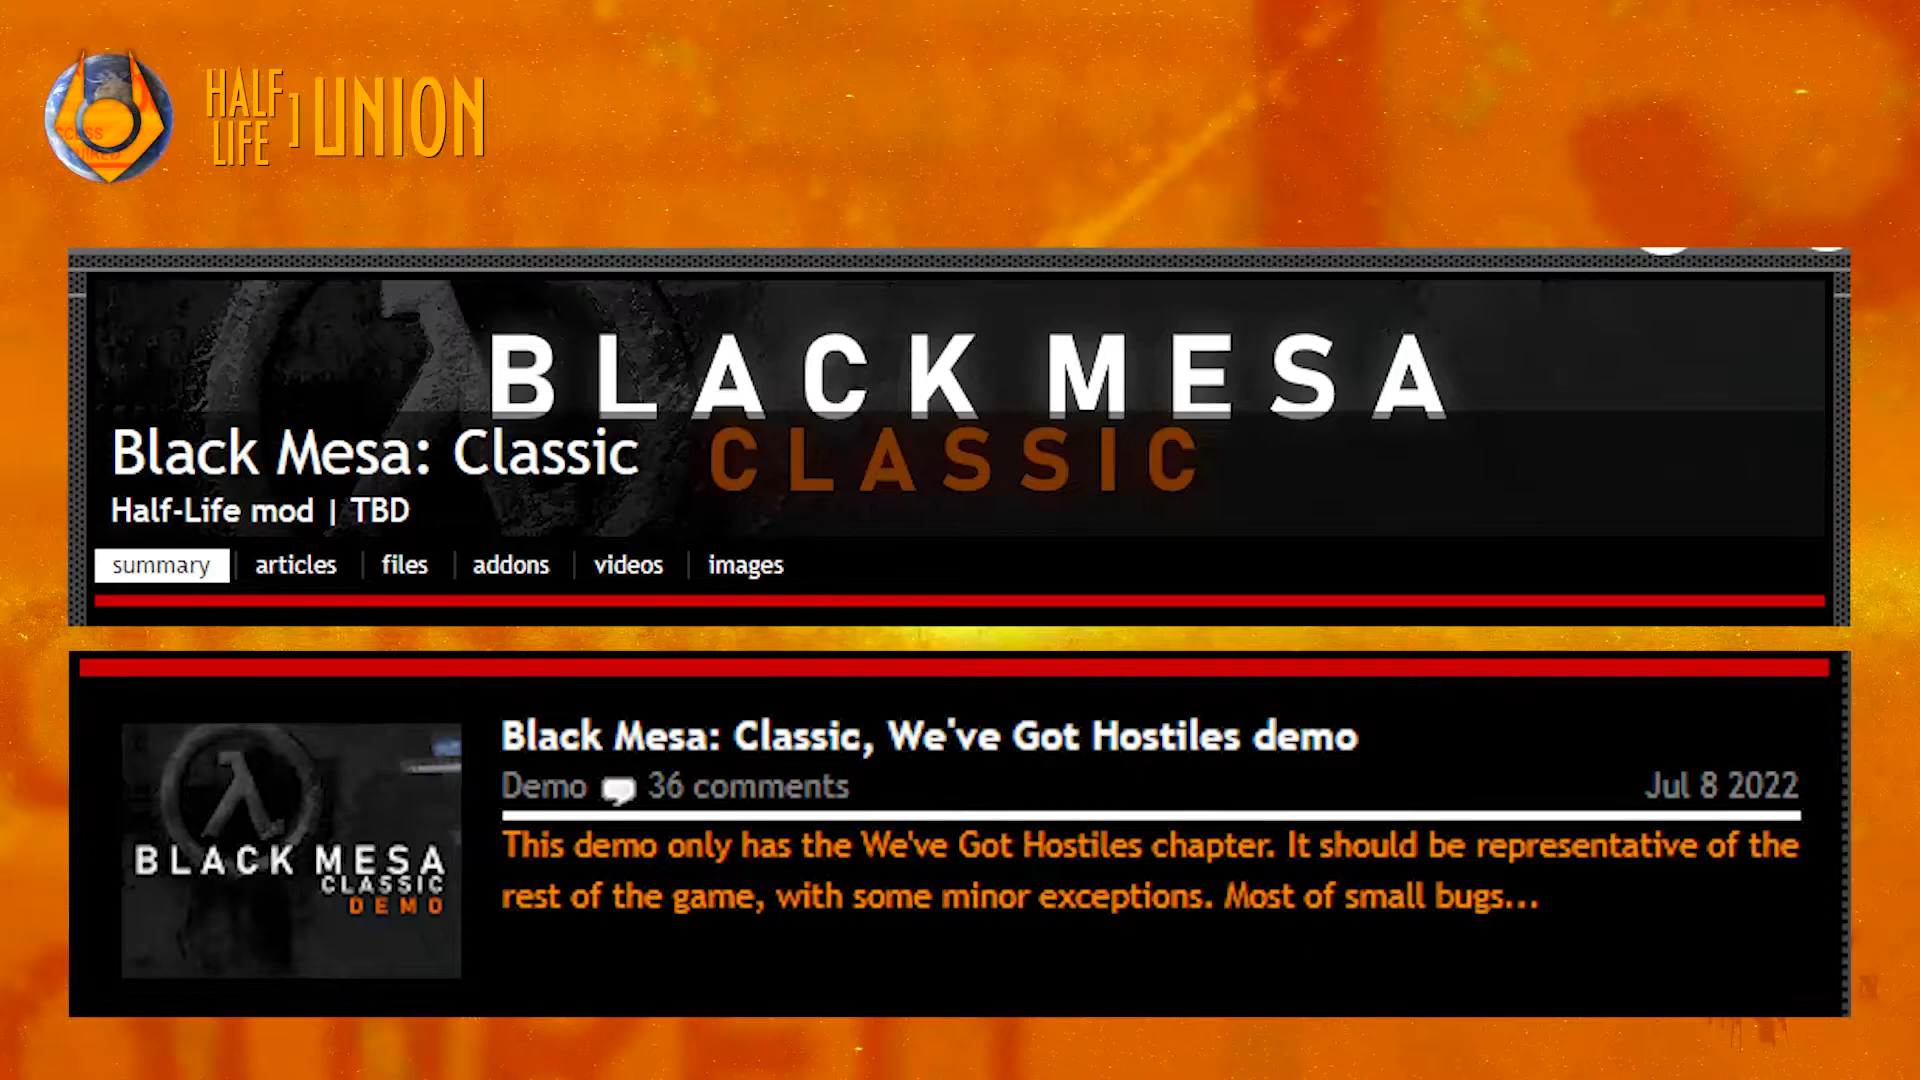 HALF
LIFE
1 UNION
BLACK MESA
CLASSIC
Black Mesa: Classic
Half-Life mod | TBD
summary articles files addons videos images
Black Mesa: Classic, We've Got Hostiles demo
Demo 36 comments Jul 8 2022
This demo only has the We've Got Hostiles chapter. It should be representative of the
rest of the game, with some minor exceptions. Most of small bugs...
BLACK MESA
CLASSIC
DEMO